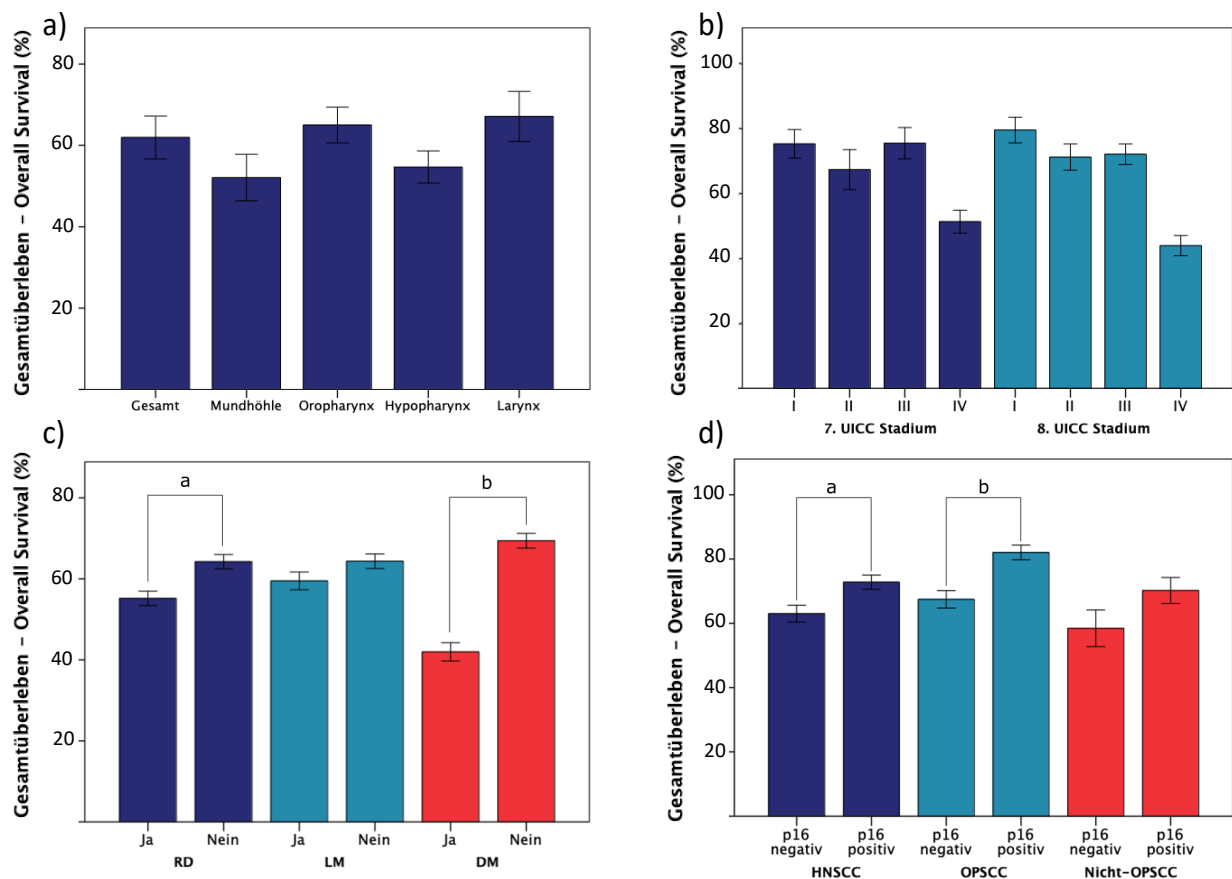 a)
Gesamtüberleben – Overall Survival (%)
80
60
40
20
Gesamt Mundhöhle Oropharynx Hypopharynx Larynx
b)
Gesamtüberleben – Overall Survival (%)
100
80
60
40
20
I II III IV I II III IV
7. UICC Stadium 8. UICC Stadium
c)
Gesamtüberleben – Overall Survival (%)
80
60
40
20
a b
Ja Nein Ja Nein Ja Nein
RD LM DM
d)
Gesamtüberleben – Overall Survival (%)
100
80
60
40
20
a b
p16 p16 p16 p16 p16 p16
negativ positiv negativ positiv negativ positiv
HNSCC OPSCC Nicht–OPSCC